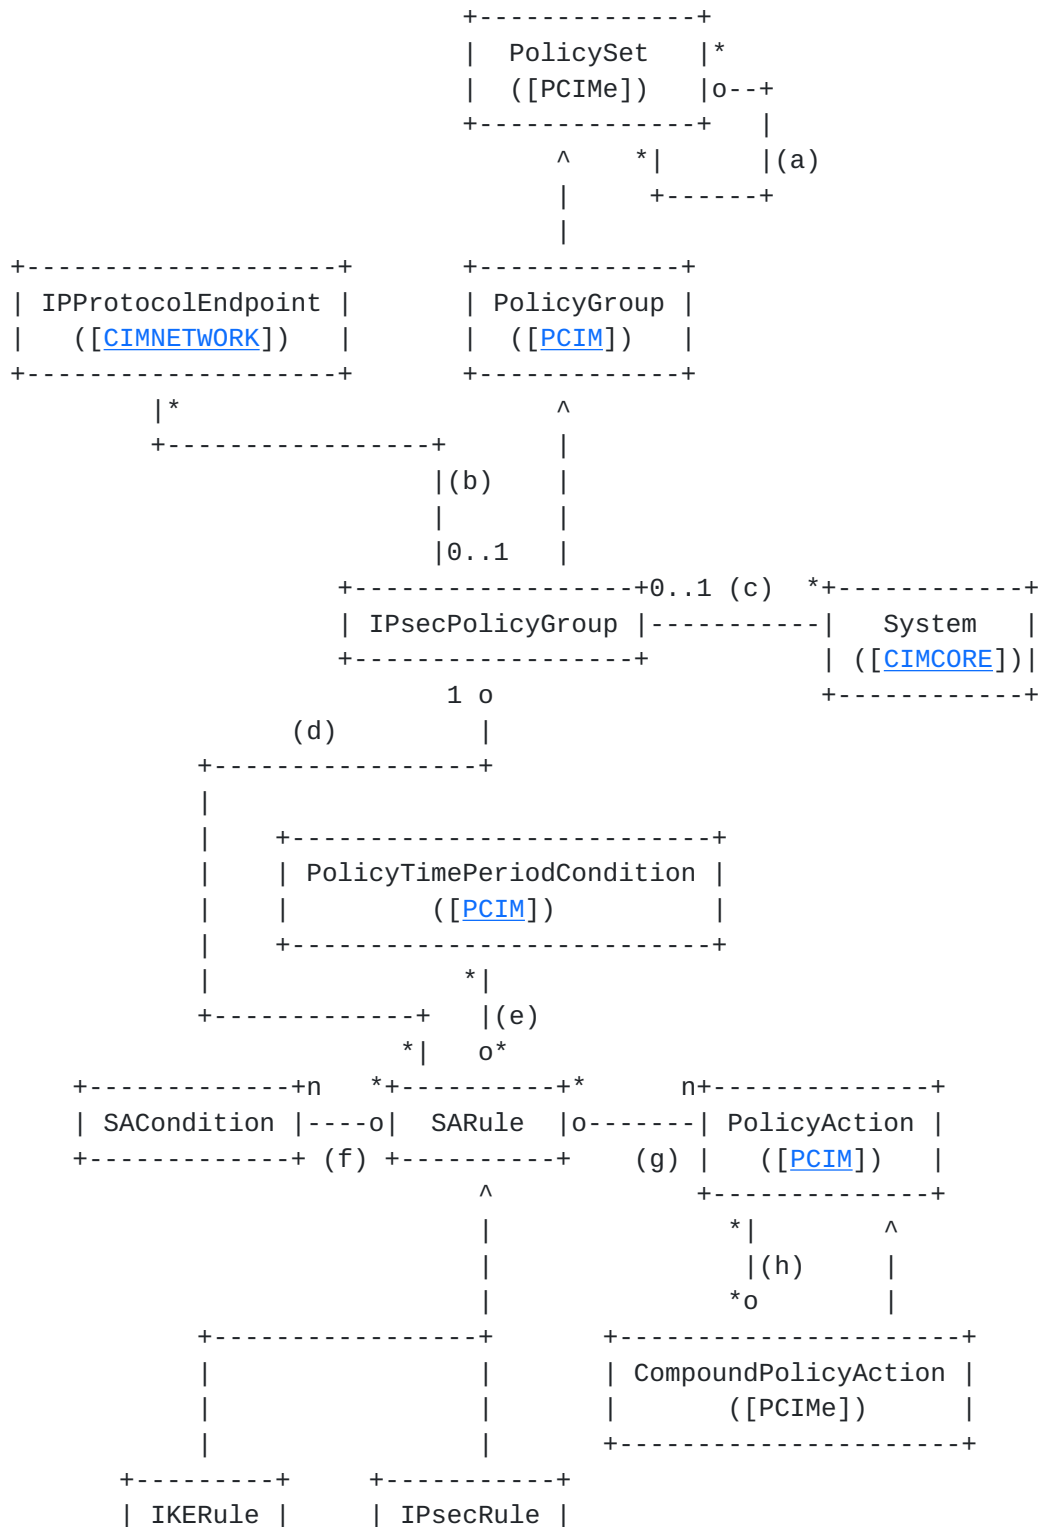 +--------------+
                             |  PolicySet   |*
                             |  ([PCIMe])   |o--+
                             +--------------+   |
                                   ^    *|      |(a)
                                   |     +------+
                                   |
+--------------------+       +-------------+
| IPProtocolEndpoint |       | PolicyGroup |
|   ([CIMNETWORK])   |       |  ([PCIM])   |
+--------------------+       +-------------+
         |*                        ^
         +-----------------+       |
                           |(b)    |
                           |       |
                           |0..1   |
                     +------------------+0..1 (c)  *+------------+
                     | IPsecPolicyGroup |-----------|   System   |
                     +------------------+           | ([CIMCORE])|
                            1 o                     +------------+
                  (d)         |
            +-----------------+
            |
            |    +---------------------------+
            |    | PolicyTimePeriodCondition |
            |    |         ([PCIM])          |
            |    +---------------------------+
            |                *|
            +-------------+   |(e)
                         *|   o*
    +-------------+n   *+----------+*      n+--------------+
    | SACondition |----o|  SARule  |o-------| PolicyAction |
    +-------------+ (f) +----------+    (g) |   ([PCIM])   |
                              ^             +--------------+
                              |               *|        ^
                              |                |(h)     |
                              |               *o        |
            +-----------------+       +----------------------+
            |                 |       | CompoundPolicyAction |
            |                 |       |       ([PCIMe])      |
            |                 |       +----------------------+
       +---------+     +-----------+
       | IKERule |     | IPsecRule |